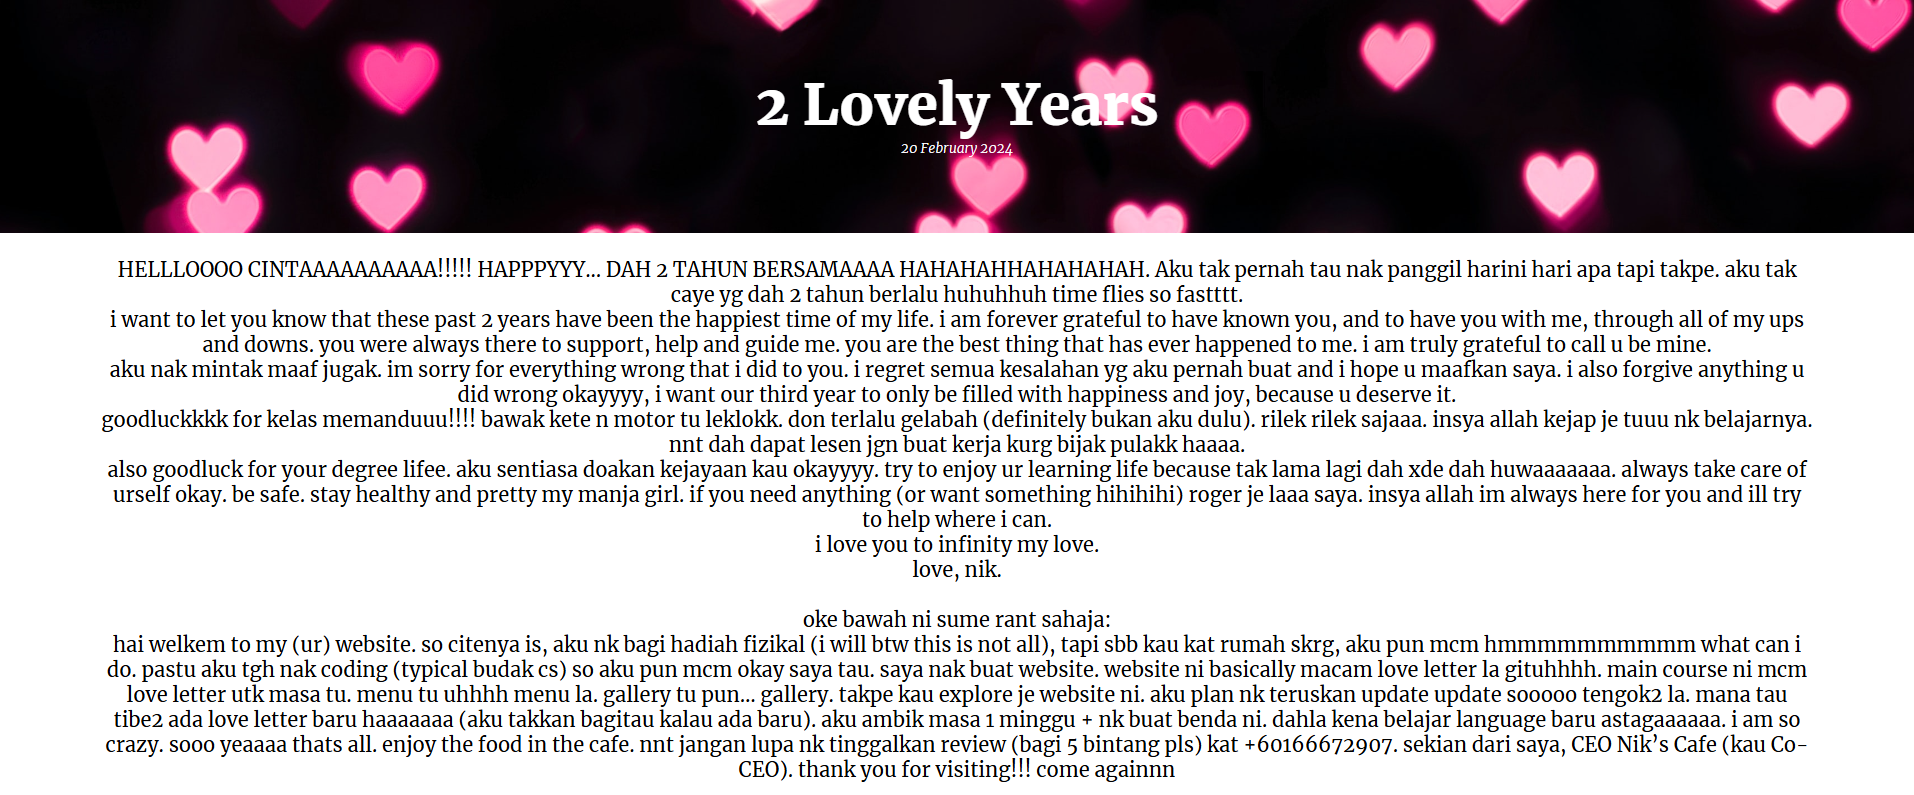 2 Lovely Years
20 February 2024
HELLLOOOO CINTAAAAAAAAAA!!!!! HAPPPYYY... DAH 2 TAHUN BERSAMAAAA HAHAHAHHAHAHAHAH. Aku tak pernah tau nak panggil harini hari apa tapi takpe. aku tak
caye yg dah 2 tahun berlalu huhuhhuh time flies so fastttt.
i want to let you know that these past 2 years have been the happiest time of my life. i am forever grateful to have known you, and to have you with me, through all of my ups
and downs. you were always there to support, help and guide me. you are the best thing that has ever happened to me. i am truly grateful to call u be mine.
aku nak mintak maaf jugak. im sorry for everything wrong that i did to you. i regret semua kesalahan yg aku pernah buat and i hope u maafkan saya. i also forgive anything u
did wrong okayyyy, i want our third year to only be filled with happiness and joy, because u deserve it.
goodluckkkk for kelas memanduuu!!!! bawak kete n motor tu leklokk. don terlalu gelabah (definitely bukan aku dulu). rilek rilek sajaaa. insya allah kejap je tuuu nk belajarnya.
nnt dah dapat lesen jgn buat kerja kurg bijak pulakk haaaa.
also goodluck for your degree lifee. aku sentiasa doakan kejayaan kau okayyyy. try to enjoy ur learning life because tak lama lagi dah xde dah huwaaaaaaa. always take care of
urself okay. be safe. stay healthy and pretty my manja girl. if you need anything (or want something hihihihi) roger je laaa saya. insya allah im always here for you and ill try
to help where i can.
i love you to infinity my love.
love, nik.
oke bawah ni sume rant sahaja:
hai welkem to my (ur) website. so citenya is, aku nk bagi hadiah fizikal (i will btw this is not all), tapi sbb kau kat rumah skrg, aku pun mcm hmmmmmmmmmmm what can i
do. pastu aku tgh nak coding (typical budak cs) so aku pun mcm okay saya tau. saya nak buat website. website ni basically macam love letter la gituhhhh. main course ni mcm
love letter utk masa tu. menu tu uhhhh menu la. gallery tu pun... gallery. takpe kau explore je website ni. aku plan nk teruskan update update sooooo tengok2 la. mana tau
tibe2 ada love letter baru haaaaaaa (aku takkan bagitau kalau ada baru). aku ambik masa 1 minggu + nk buat benda ni. dahla kena belajar language baru astagaaaaaa. i am so
crazy. sooo yeaaaa thats all. enjoy the food in the cafe. nnt jangan lupa nk tinggalkan review (bagi 5 bintang pls) kat +60166672907. sekian dari saya, CEO Nik's Cafe (kau Co-
CEO). thank you for visiting!!! come againnn